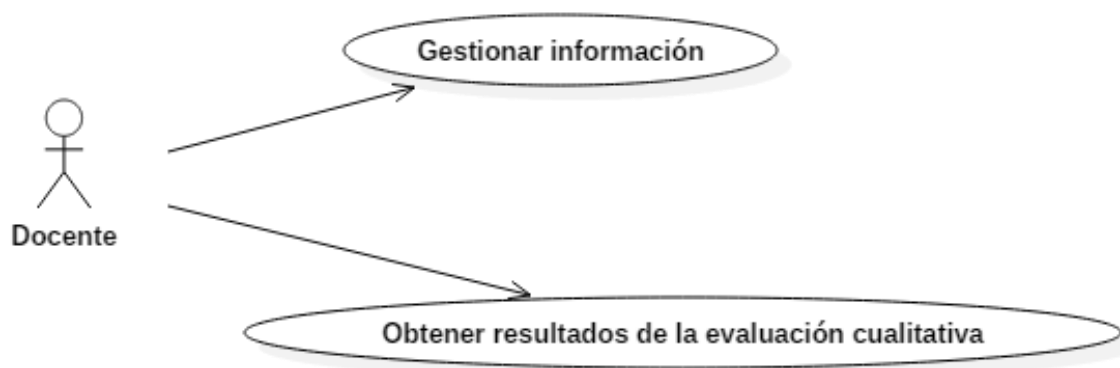 Gestionar información
Docente
Obtener resultados de la evaluación cualitativa